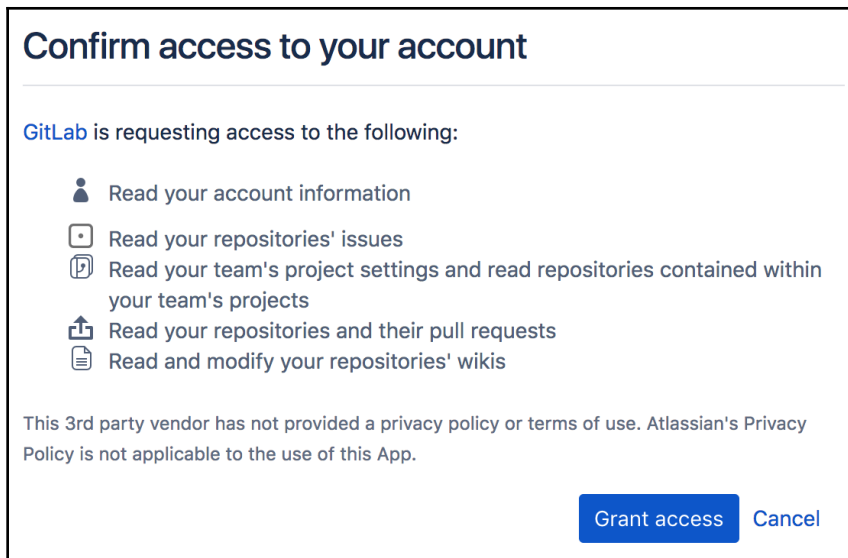 Confirm access to your account
GitLab is requesting access to the following:
Read your account information
Read your repositories' issues
Read your team's project settings and read repositories contained within
your team's projects
Read your repositories and their pull requests
Read and modify your repositories' wikis
This 3rd party vendor has not provided a privacy policy or terms of use. Atlassian's Privacy
Policy is not applicable to the use of this App.
Grant access Cancel